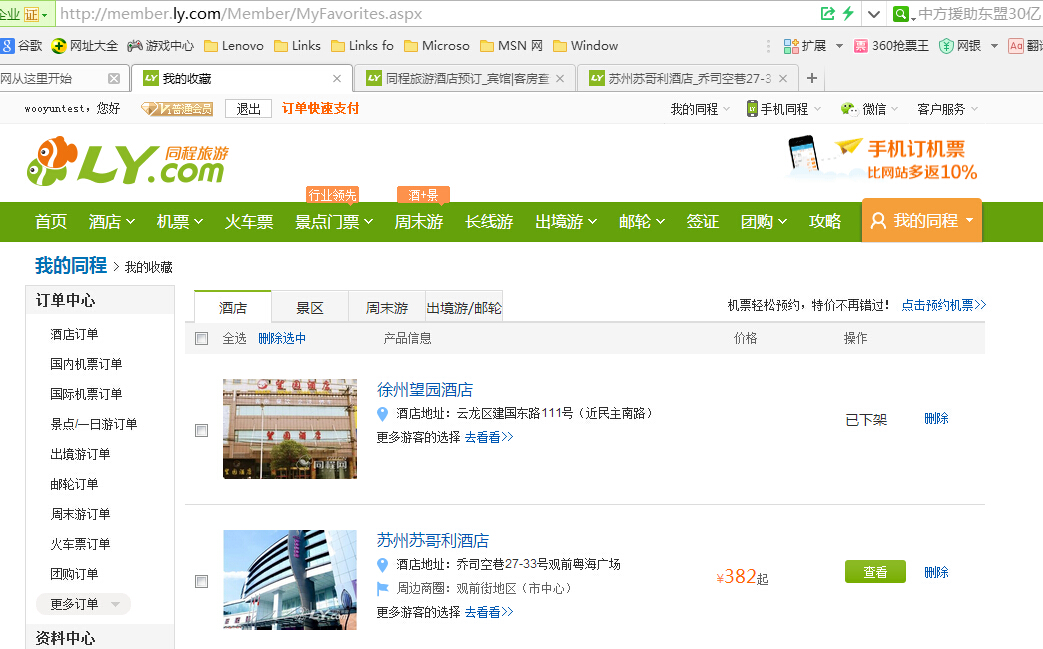 企业 证 http://member.ly.com/Member/MyFavorites.aspx 中方援助东盟30亿
谷歌 网址大全 游戏中心 Lenovo Links Links fo Microso MSN 网 Window 扩展 360抢票王 网银 翻译
网从这里开始 我的收藏 同程旅游酒店预订_宾馆|客房查 苏州苏哥利酒店_乔司空巷27-3
wooyuntest，您好 普通会员 退出 订单快速支付 我的同程 手机同程 微信 客户服务
LY.com 同程旅游 手机订机票
比网站多返10%
行业领先 酒+景
首页 酒店 机票 火车票 景点门票 周末游 长线游 出境游 邮轮 签证 团购 攻略 我的同程
我的同程 > 我的收藏
订单中心
酒店订单
国内机票订单
国际机票订单
景点/一日游订单
出境游订单
邮轮订单
周末游订单
火车票订单
团购订单
更多订单
资料中心
酒店 景区 周末游 出境游/邮轮 机票轻松预约，特价不再错过！ 点击预约机票>>
全选 删除选中 产品信息 价格 操作
徐州望园酒店
酒店地址：云龙区建国东路111号（近民主南路）
更多游客的选择 去看看>>
已下架 删除
望园酒店
望园酒店
同程网
苏州苏哥利酒店
酒店地址：乔司空巷27-33号观前粤海广场
周边商圈：观前街地区（市中心）
更多游客的选择 去看看>>
¥382起 查看 删除